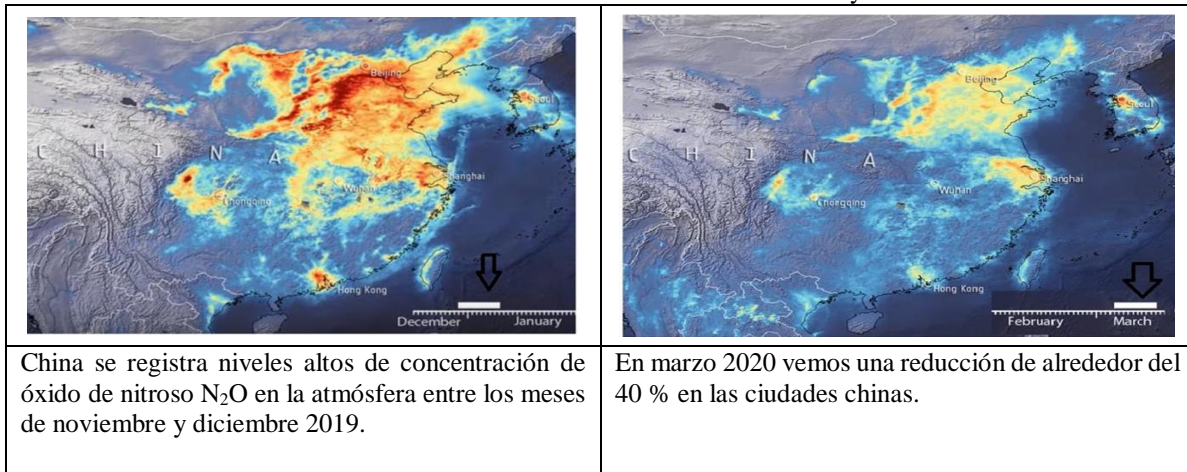 Beijing
Seoul
CHINA
Shanghai
Wuhan
Chongqing
Hong Kong
December January
China se registra niveles altos de concentración de
óxido de nitroso N₂O en la atmósfera entre los meses
de noviembre y diciembre 2019.
Beijing
Seoul
CHINA
Shanghai
Wuhan
Chongqing
Hong Kong
February March
En marzo 2020 vemos una reducción de alrededor del
40 % en las ciudades chinas.